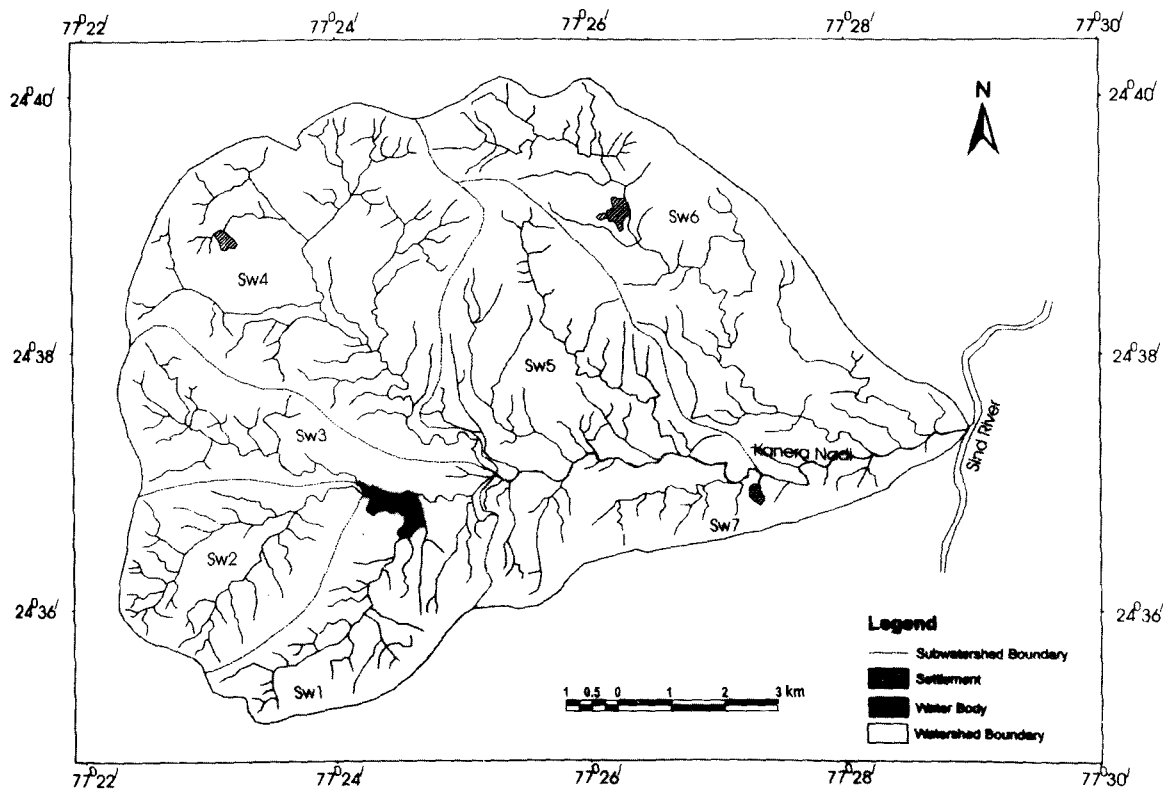 77°22' 77°24' 77°26' 77°28' 77°30'
24°40' 24°40'
N
Sw6
Sw4
24°38' 24°38'
Sw5
Sw3
Kanera Nadi
Sind River
Sw7
Sw2
24°36' 24°36'
Legend
Subwatershed Boundary
Settlement
Sw1
1 0.5 0 1 2 3 km
Water Body
Watershed Boundary
77°22' 77°24' 77°26' 77°28' 77°30'